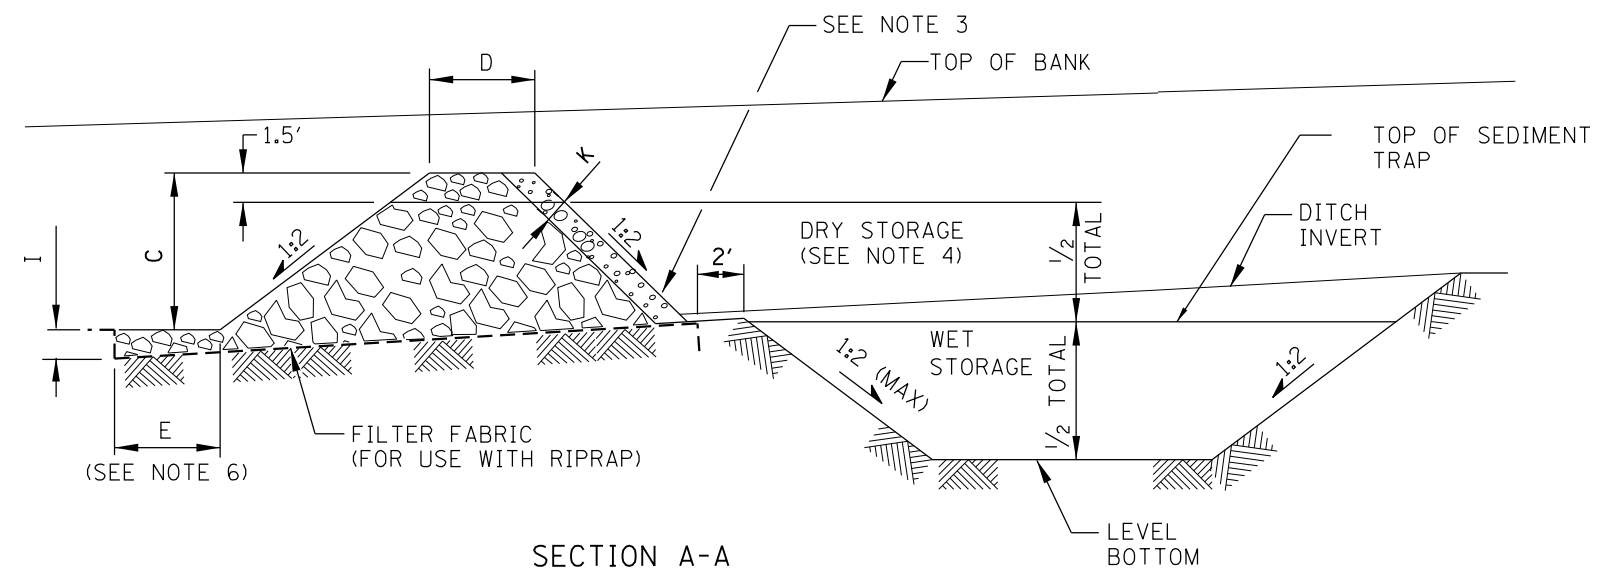 SEE NOTE 3
TOP OF BANK
D
1.5'
K
TOP OF SEDIMENT
TRAP
DITCH
INVERT
DRY STORAGE
(SEE NOTE 4)
1/2
TOTAL
1:2
1:2
2'
I
C
WET
STORAGE
1/2 TOTAL
1:2 (MAX)
1:2
E
(SEE NOTE 6)
FILTER FABRIC
(FOR USE WITH RIPRAP)
LEVEL
BOTTOM
SECTION A-A